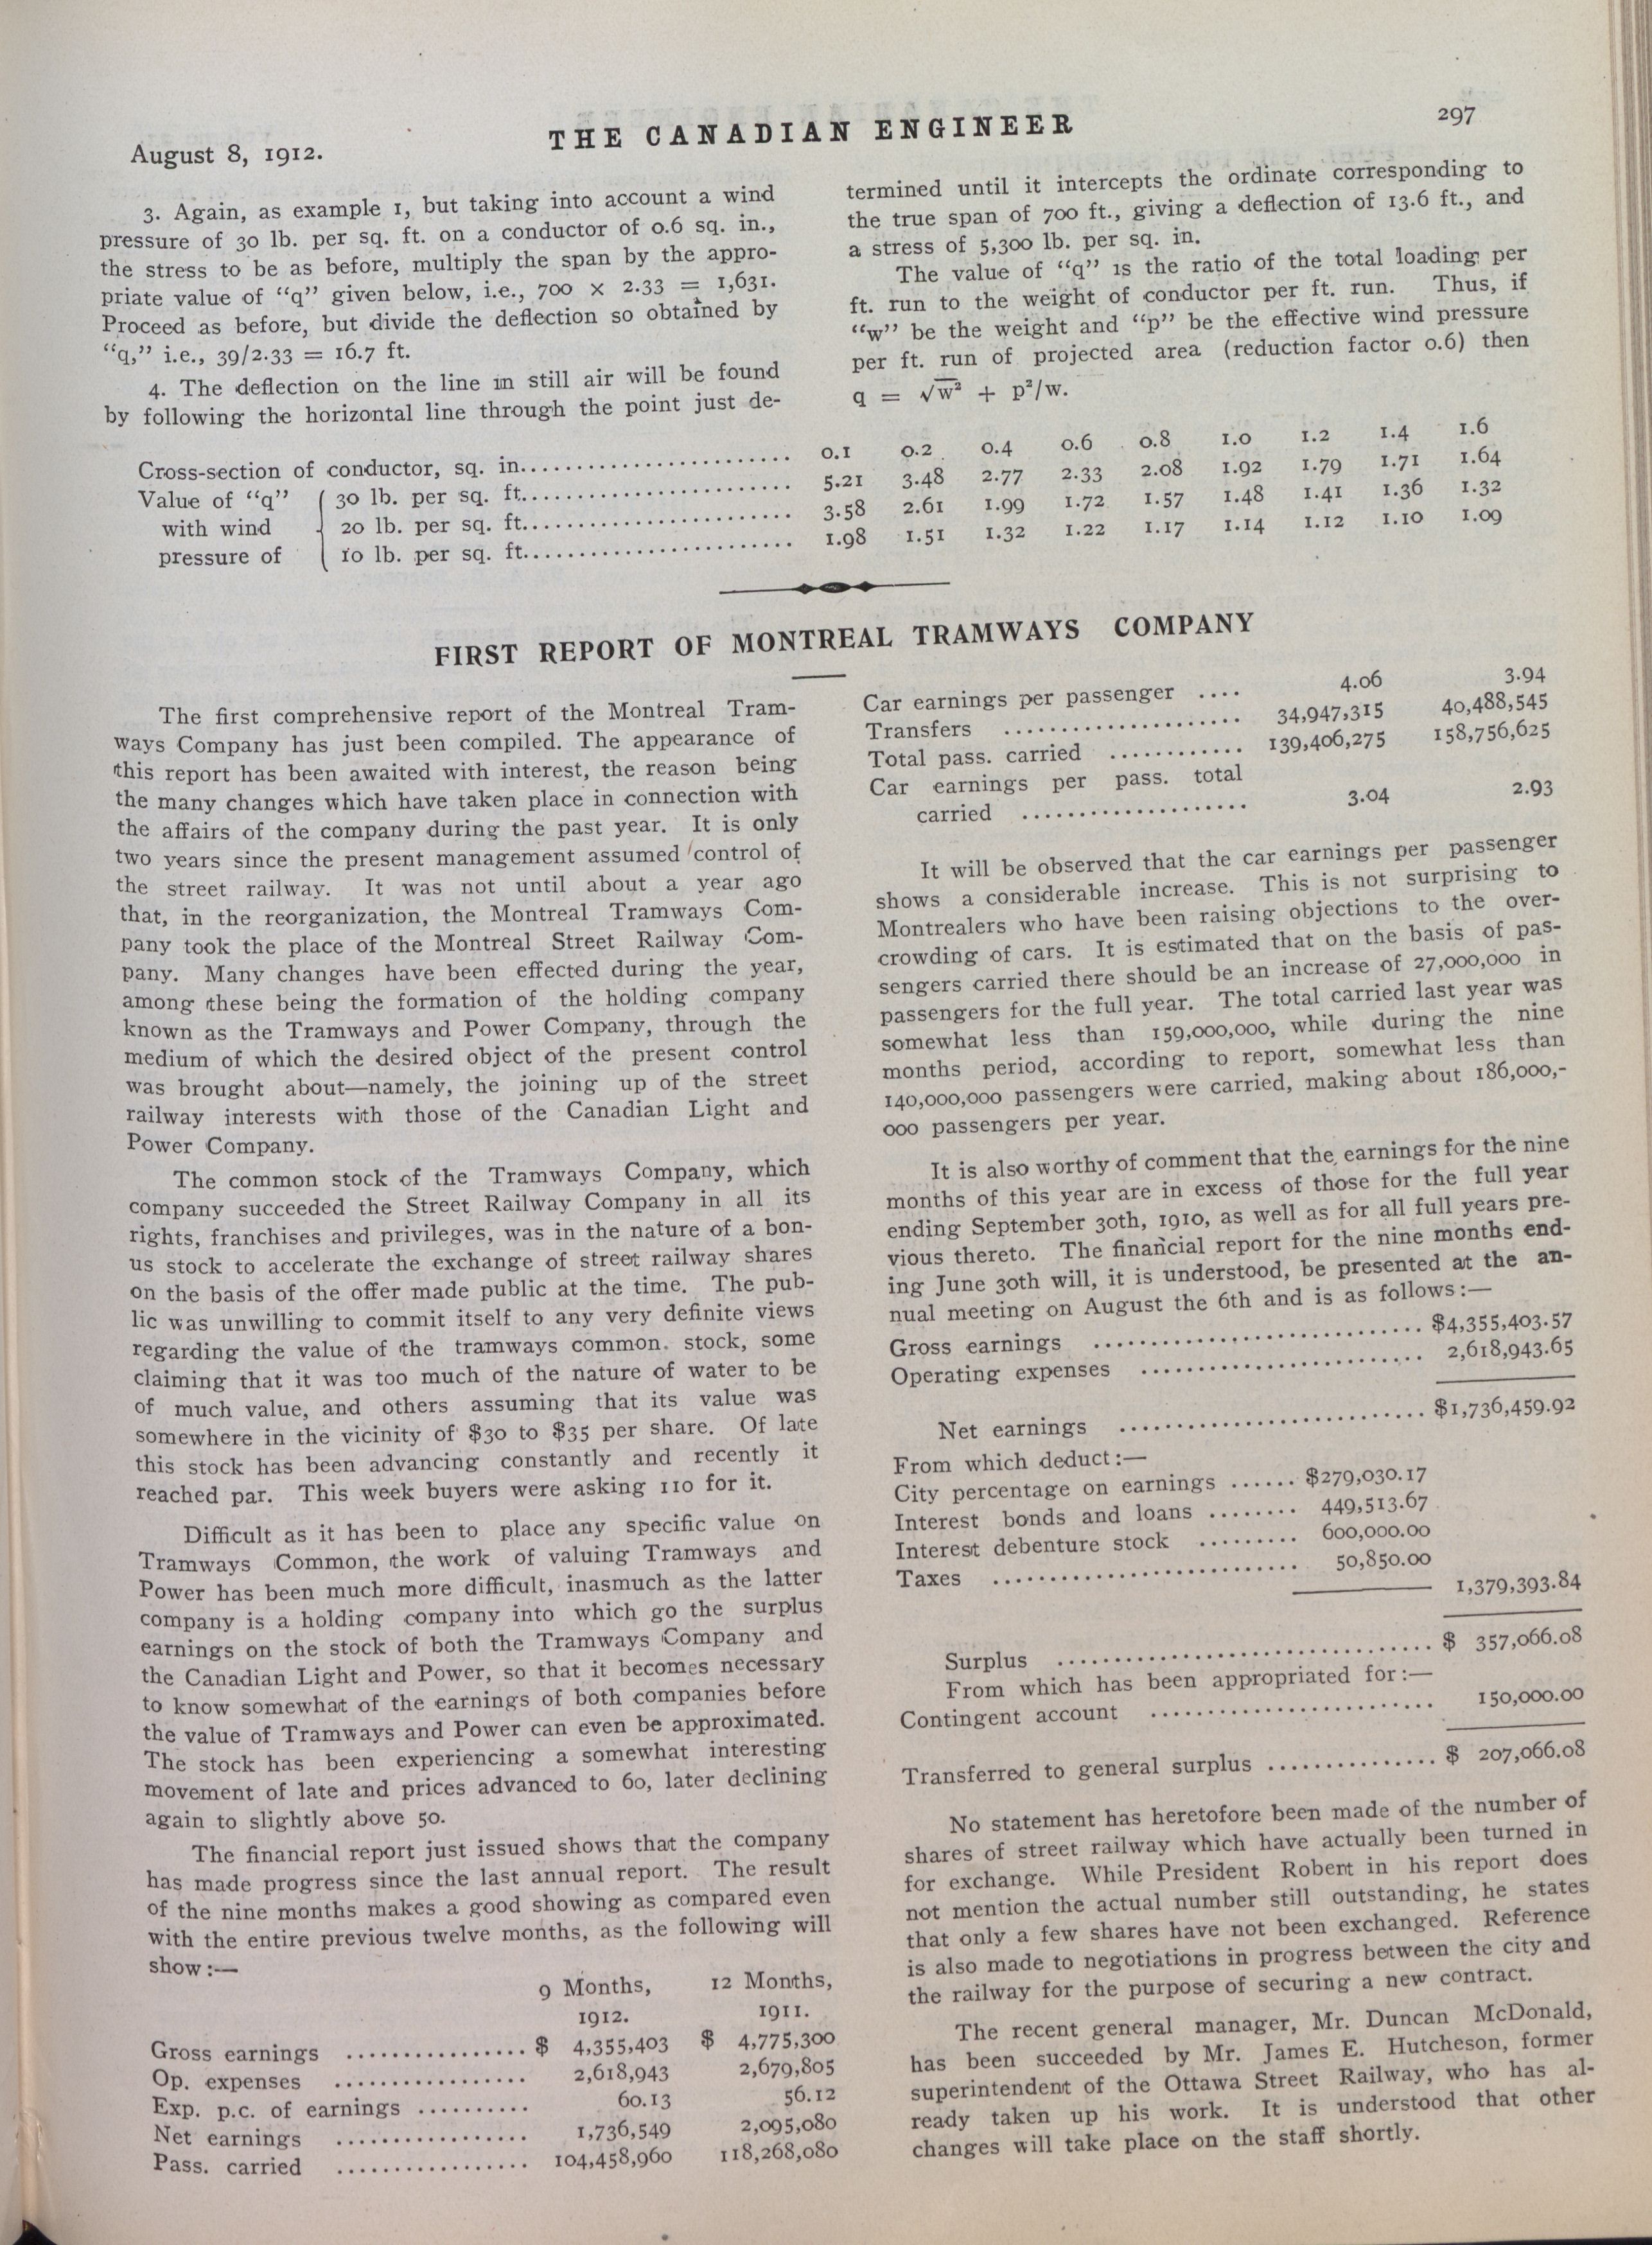 August 8, 1912.
THE CANADIAN ENGINEER
297
3. Again, as example 1, but taking into account a wind
pressure of 30 lb. per sq. ft. on a conductor of 0.6 sq. in.,
the stress to be as before, multiply the span by the appro-
priate value of "q" given below, i.e., 700 × 2.33 = 1,631.
Proceed as before, but divide the deflection so obtained by
"q," i.e., 39/2.33 = 16.7 ft.
4. The deflection on the line in still air will be found
by following the horizontal line through the point just de-
termined until it intercepts the ordinate corresponding to
the true span of 700 ft., giving a deflection of 13.6 ft., and
a stress of 5,300 lb. per sq. in.
The value of "q" is the ratio of the total loading per
ft. run to the weight of conductor per ft. run. Thus, if
"w" be the weight and "p" be the effective wind pressure
per ft. run of projected area (reduction factor 0.6) then
q = √w² + p²/w.
Cross-section of conductor, sq. in........................ 0.1 0.2 0.4 0.6 0.8 1.0 1.2 1.4 1.6
Value of "q" { 30 lb. per sq. ft........................ 5.21 3.48 2.77 2.33 2.08 1.92 1.79 1.71 1.64
with wind { 20 lb. per sq. ft........................ 3.58 2.61 1.99 1.72 1.57 1.48 1.41 1.36 1.32
pressure of { 10 lb. per sq. ft........................ 1.98 1.51 1.32 1.22 1.17 1.14 1.12 1.10 1.09
FIRST REPORT OF MONTREAL TRAMWAYS COMPANY
The first comprehensive report of the Montreal Tram-
ways Company has just been compiled. The appearance of
this report has been awaited with interest, the reason being
the many changes which have taken place in connection with
the affairs of the company during the past year. It is only
two years since the present management assumed control of
the street railway. It was not until about a year ago
that, in the reorganization, the Montreal Tramways Com-
pany took the place of the Montreal Street Railway Com-
pany. Many changes have been effected during the year,
among these being the formation of the holding company
known as the Tramways and Power Company, through the
medium of which the desired object of the present control
was brought about—namely, the joining up of the street
railway interests with those of the Canadian Light and
Power Company.
The common stock of the Tramways Company, which
company succeeded the Street Railway Company in all its
rights, franchises and privileges, was in the nature of a bon-
us stock to accelerate the exchange of street railway shares
on the basis of the offer made public at the time. The pub-
lic was unwilling to commit itself to any very definite views
regarding the value of the tramways common. stock, some
claiming that it was too much of the nature of water to be
of much value, and others assuming that its value was
somewhere in the vicinity of $30 to $35 per share. Of late
this stock has been advancing constantly and recently it
reached par. This week buyers were asking 110 for it.
Difficult as it has been to place any specific value on
Tramways Common, the work of valuing Tramways and
Power has been much more difficult, inasmuch as the latter
company is a holding company into which go the surplus
earnings on the stock of both the Tramways Company and
the Canadian Light and Power, so that it becomes necessary
to know somewhat of the earnings of both companies before
the value of Tramways and Power can even be approximated.
The stock has been experiencing a somewhat interesting
movement of late and prices advanced to 60, later declining
again to slightly above 50.
The financial report just issued shows that the company
has made progress since the last annual report. The result
of the nine months makes a good showing as compared even
with the entire previous twelve months, as the following will
show:—
9 Months, 12 Months,
1912. 1911.
Gross earnings ................ $ 4,355,403 $ 4,775,300
Op. expenses ................. 2,618,943 2,679,805
Exp. p.c. of earnings .......... 60.13 56.12
Net earnings ................. 1,736,549 2,095,080
Pass. carried ................. 104,458,960 118,268,080
Car earnings per passenger .... 4.06 3.94
Transfers ................... 34,947,315 40,488,545
Total pass. carried ............ 139,406,275 158,756,625
Car earnings per pass. total
carried ................... 3.04 2.93
It will be observed that the car earnings per passenger
shows a considerable increase. This is not surprising to
Montrealers who have been raising objections to the over-
crowding of cars. It is estimated that on the basis of pas-
sengers carried there should be an increase of 27,000,000 in
passengers for the full year. The total carried last year was
somewhat less than 159,000,000, while during the nine
months period, according to report, somewhat less than
140,000,000 passengers were carried, making about 186,000,-
000 passengers per year.
It is also worthy of comment that the earnings for the nine
months of this year are in excess of those for the full year
ending September 30th, 1910, as well as for all full years pre-
vious thereto. The financial report for the nine months end-
ing June 30th will, it is understood, be presented at the an-
nual meeting on August the 6th and is as follows:—
Gross earnings ............................... $4,355,403.57
Operating expenses .......................... 2,618,943.65
Net earnings ............................. $1,736,459.92
From which deduct:—
City percentage on earnings ...... $279,030.17
Interest bonds and loans ........ 449,513.67
Interest debenture stock ......... 600,000.00
Taxes ............................ 50,850.00
1,379,393.84
Surplus .................................. $ 357,066.08
From which has been appropriated for:—
Contingent account ......................... 150,000.00
Transferred to general surplus ............... $ 207,066.08
No statement has heretofore been made of the number of
shares of street railway which have actually been turned in
for exchange. While President Robert in his report does
not mention the actual number still outstanding, he states
that only a few shares have not been exchanged. Reference
is also made to negotiations in progress between the city and
the railway for the purpose of securing a new contract.
The recent general manager, Mr. Duncan McDonald,
has been succeeded by Mr. James E. Hutcheson, former
superintendent of the Ottawa Street Railway, who has al-
ready taken up his work. It is understood that other
changes will take place on the staff shortly.